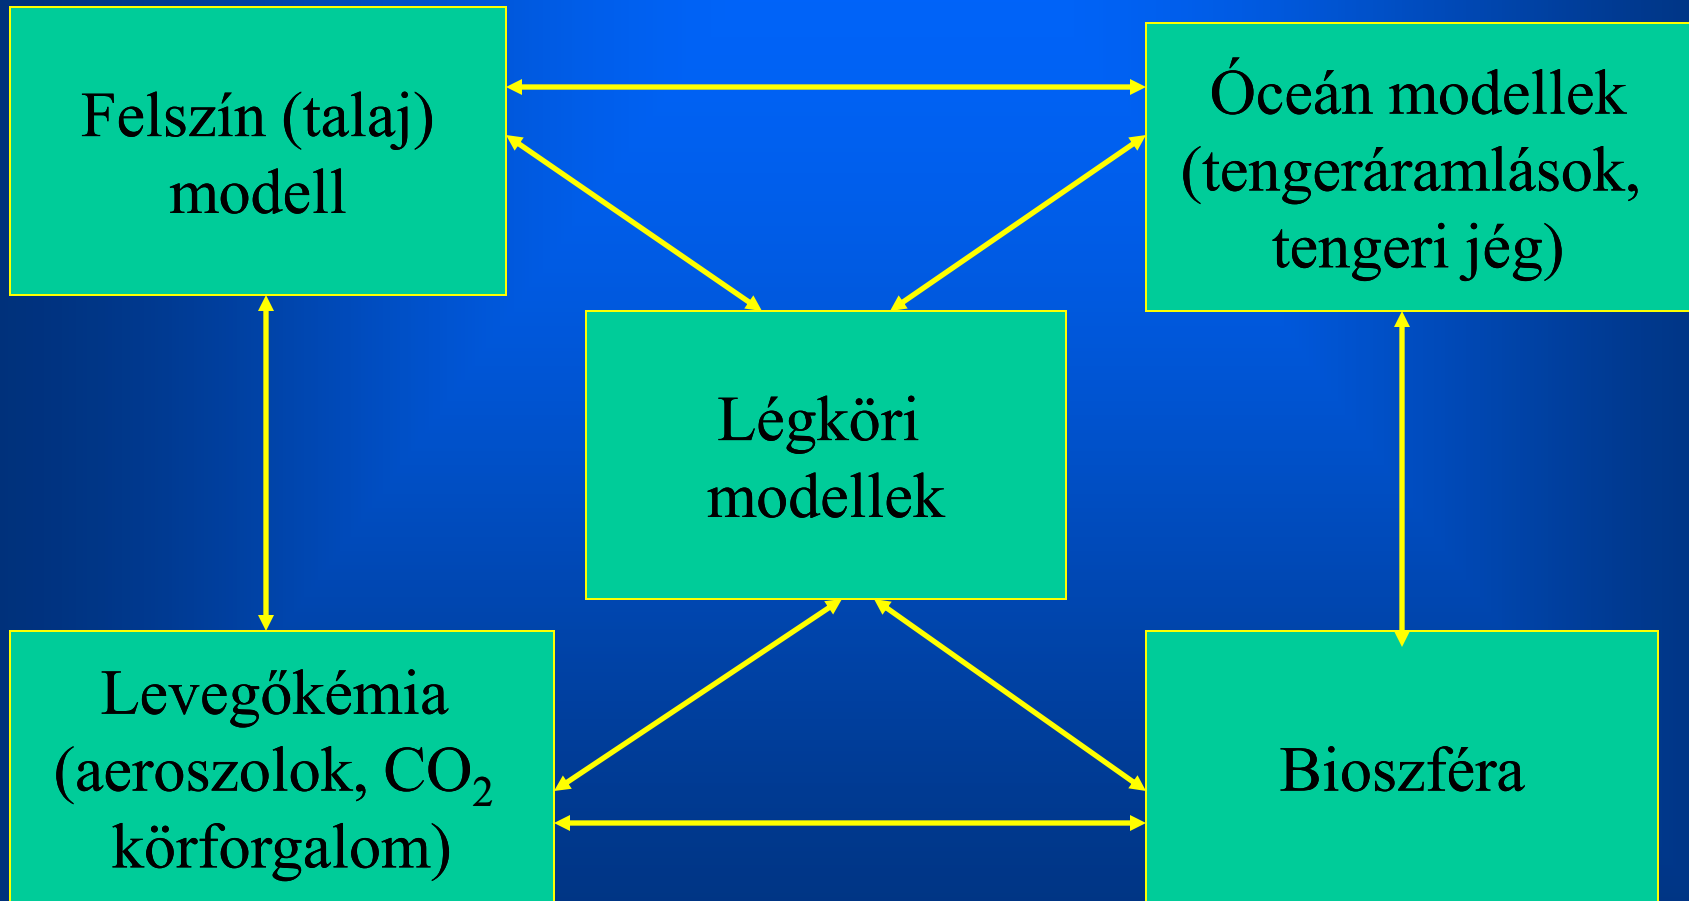 Felszín (talaj)
modell
Óceán modellek
(tengeráramlások,
tengeri jég)
Légköri
modellek
Levegőkémia
(aeroszolok, CO₂
körforgalom)
Bioszféra